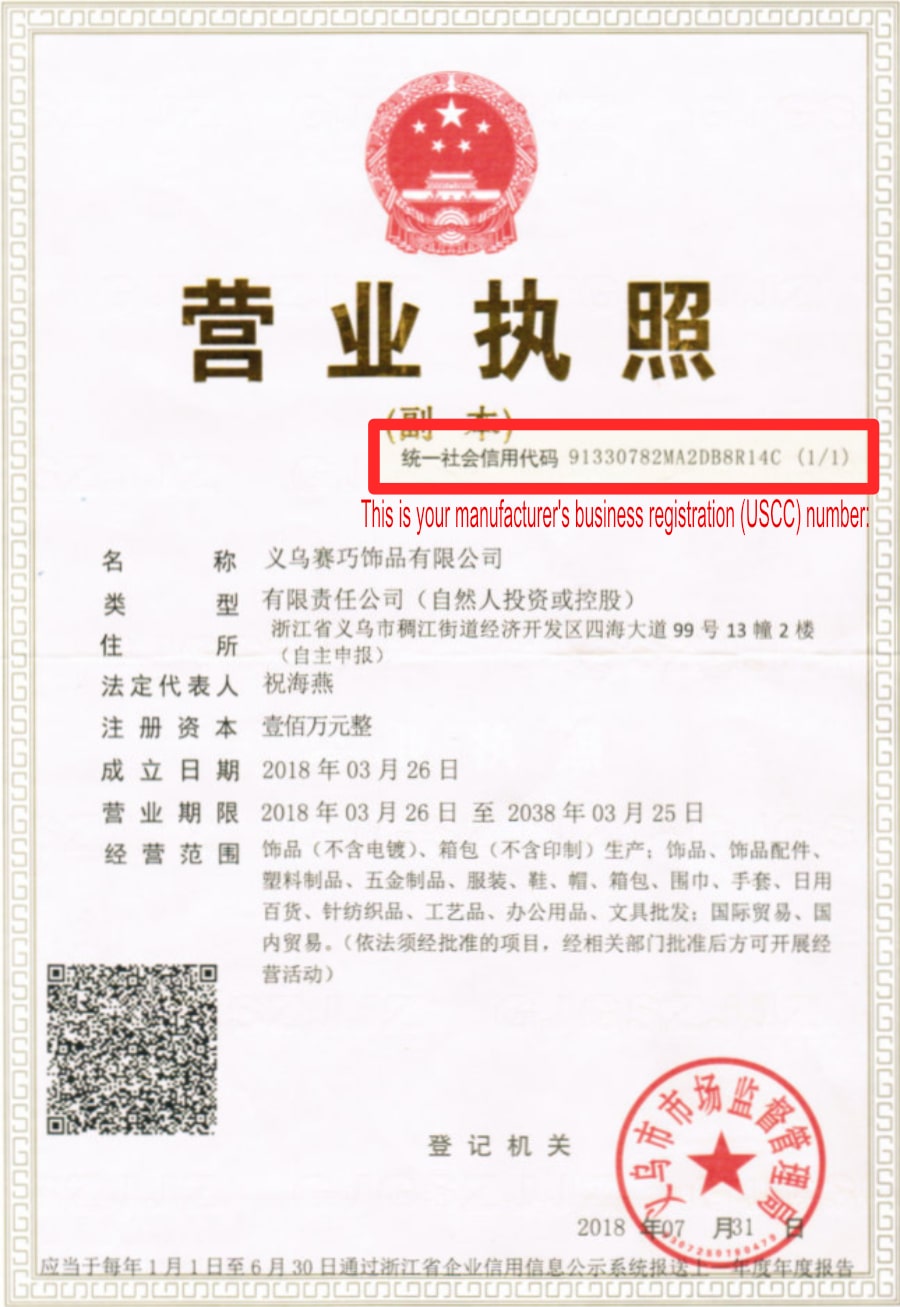 营业执照
(副 本)
统一社会信用代码 91330782MA2DB8R14C (1/1)
This is your manufacturer's business registration (USCC) number:
名 称 义乌赛巧饰品有限公司
类 型 有限责任公司（自然人投资或控股）
住 所 浙江省义乌市稠江街道经济开发区四海大道 99 号 13 幢 2 楼
（自主申报）
法定代表人 祝海燕
注册资本 壹佰万元整
成立日期 2018 年 03 月 26 日
营业期限 2018 年 03 月 26 日 至 2038 年 03 月 25 日
经营范围 饰品（不含电镀）、箱包（不含印制）生产；饰品、饰品配件、
塑料制品、五金制品、服装、鞋、帽、箱包、围巾、手套、日用
百货、针纺织品、工艺品、办公用品、文具批发；国际贸易、国
内贸易。（依法须经批准的项目，经相关部门批准后方可开展经
营活动）
登记机关
义乌市市场监督管理局
2018 年 07 月 31 日
应当于每年 1 月 1 日至 6 月 30 日通过浙江省企业信用信息公示系统报送上一年度年度报告